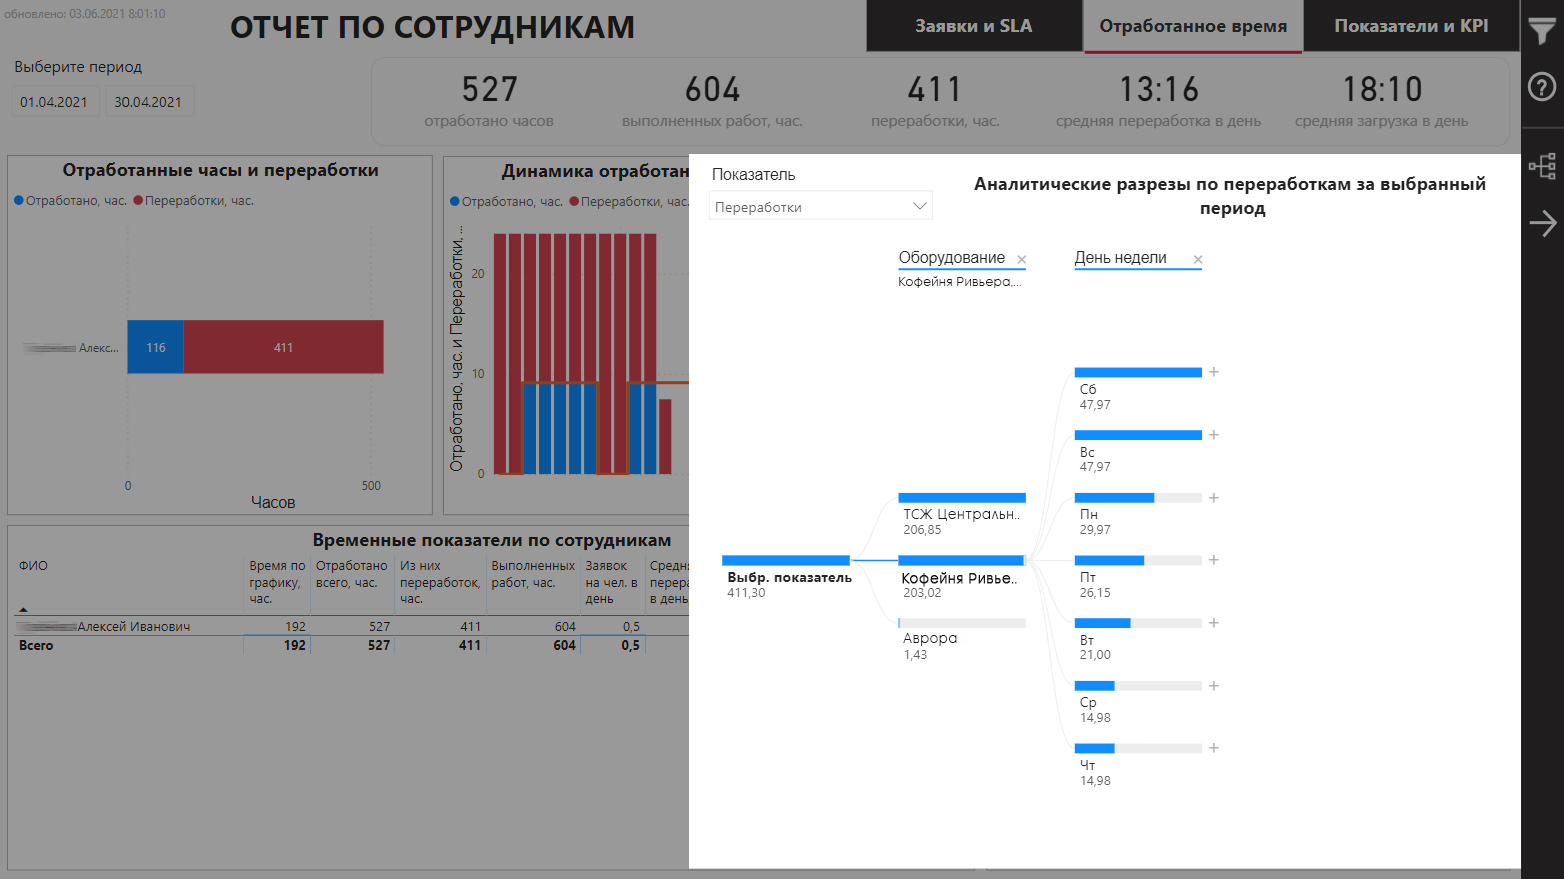 обновлено: 03.06.2021 8:01:10
ОТЧЕТ ПО СОТРУДНИКАМ
Заявки и SLA
Отработанное время
Показатели и KPI
Выберите период
01.04.2021
30.04.2021
527
отработано часов
604
выполненных работ, час.
411
переработки, час.
13:16
средняя переработка в день
18:10
средняя загрузка в день
Отработанные часы и переработки
Отработано, час.
Переработки, час.
Алекс...
116
411
0
500
Часов
Динамика отработан
Отработано, час.
Переработки, час.
Отработано, час. и Переработки, ...
20
10
0
Показатель
Переработки
Аналитические разрезы по переработкам за выбранный
период
Оборудование
Кофейня Ривьера,...
День недели
Выбр. показатель
411,30
ТСЖ Центральн..
206,85
Кофейня Ривье..
203,02
Аврора
1,43
Сб
47,97
Вс
47,97
Пн
29,97
Пт
26,15
Вт
21,00
Ср
14,98
Чт
14,98
Временные показатели по сотрудникам
ФИО
Время по
графику,
час.
Отработано
всего, час.
Из них
переработок,
час.
Выполненных
работ, час.
Заявок
на чел. в
день
Средн
перера
в день
Алексей Иванович 192 527 411 604 0,5
Всего 192 527 411 604 0,5